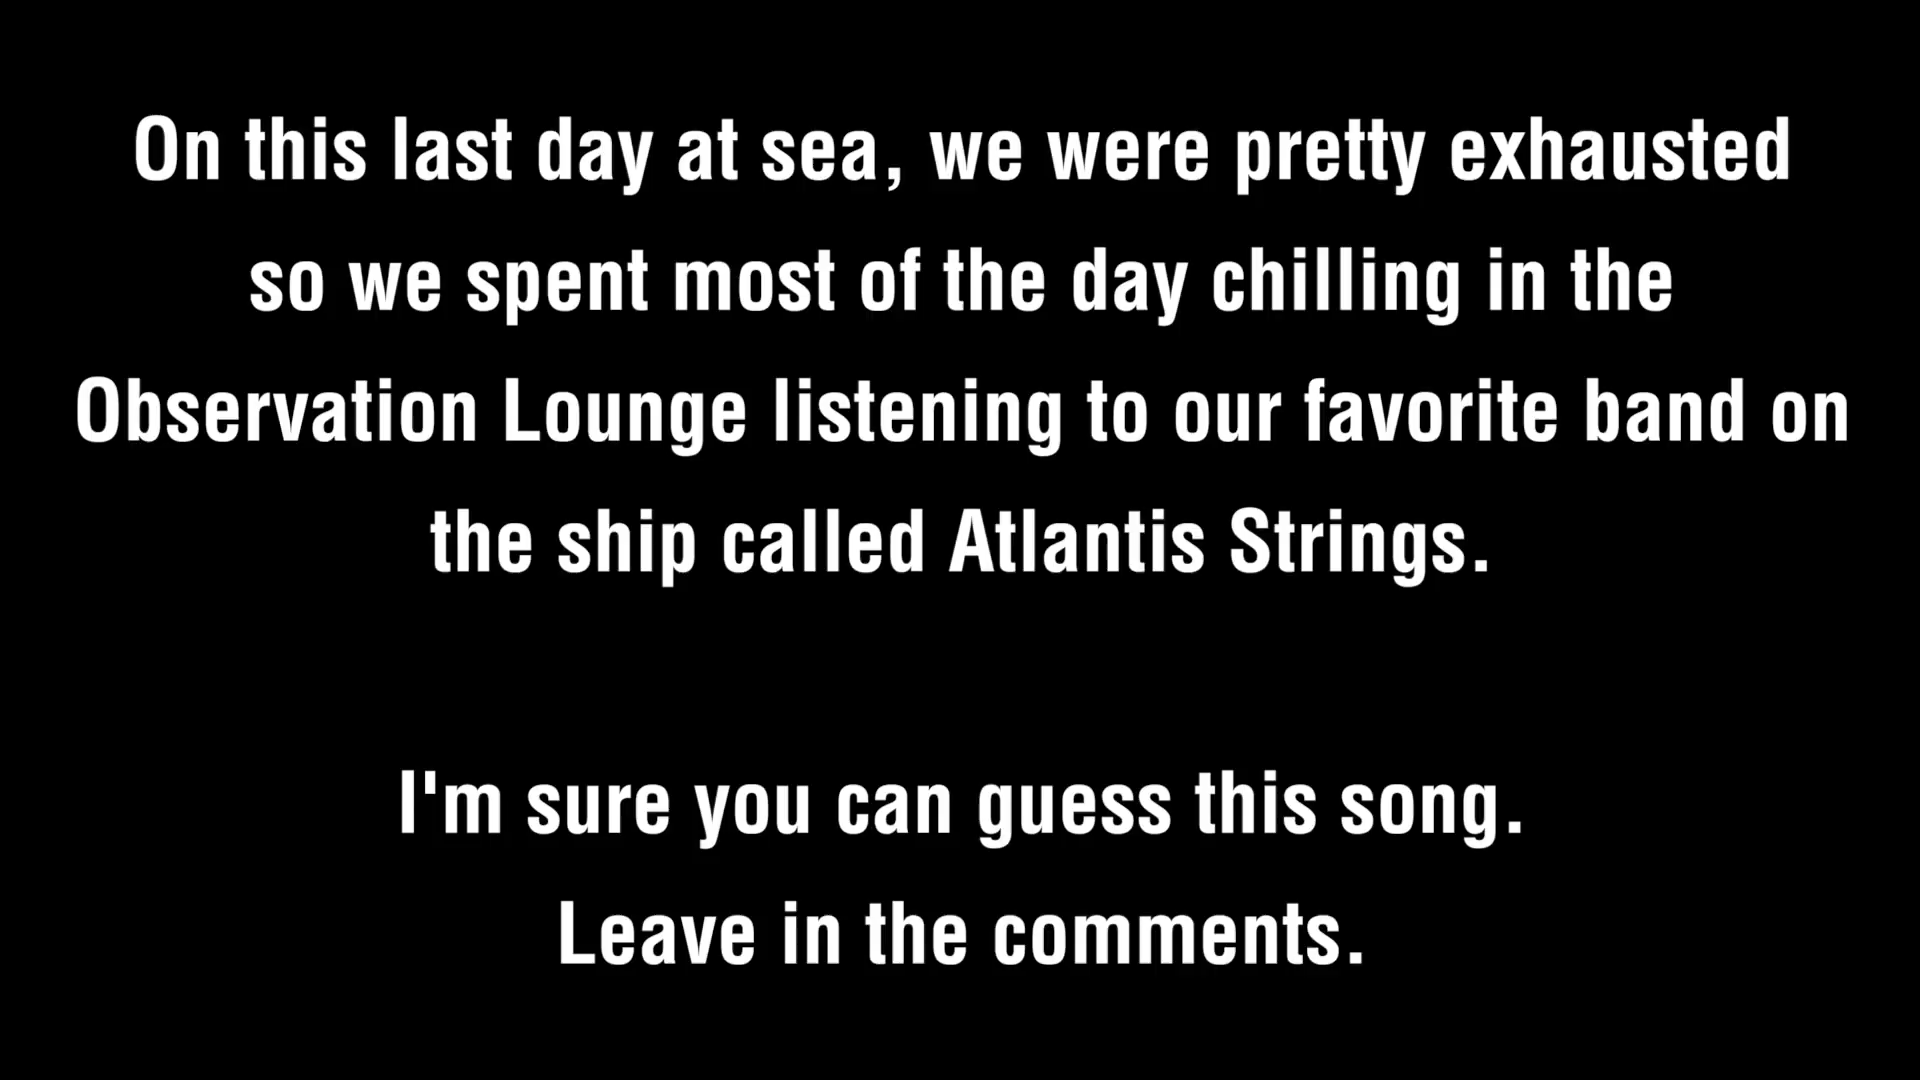 On this last day at sea, we were pretty exhausted
so we spent most of the day chilling in the
Observation Lounge listening to our favorite band on
the ship called Atlantis Strings.
I'm sure you can guess this song.
Leave in the comments.